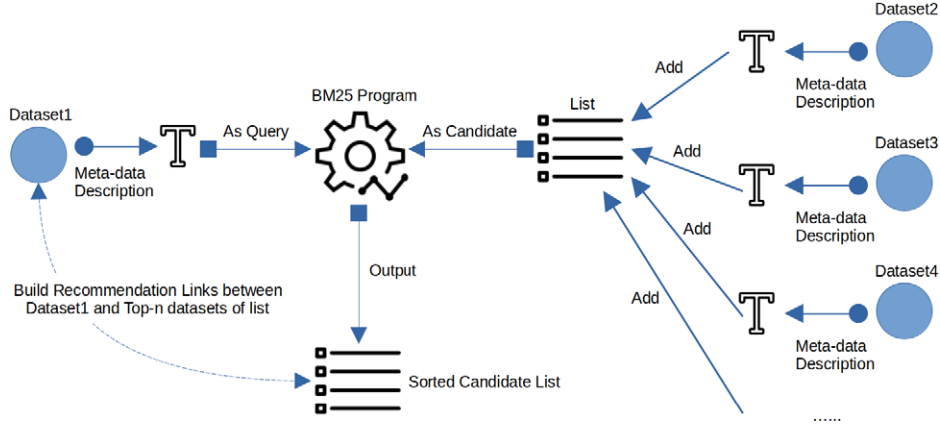 Dataset1
Meta-data
Description
As Query
BM25 Program
As Candidate
List
Add
Add
Add
Add
Dataset2
Meta-data
Description
Dataset3
Meta-data
Description
Dataset4
Meta-data
Description
......
Output
Build Recommendation Links between
Dataset1 and Top-n datasets of list
Sorted Candidate List